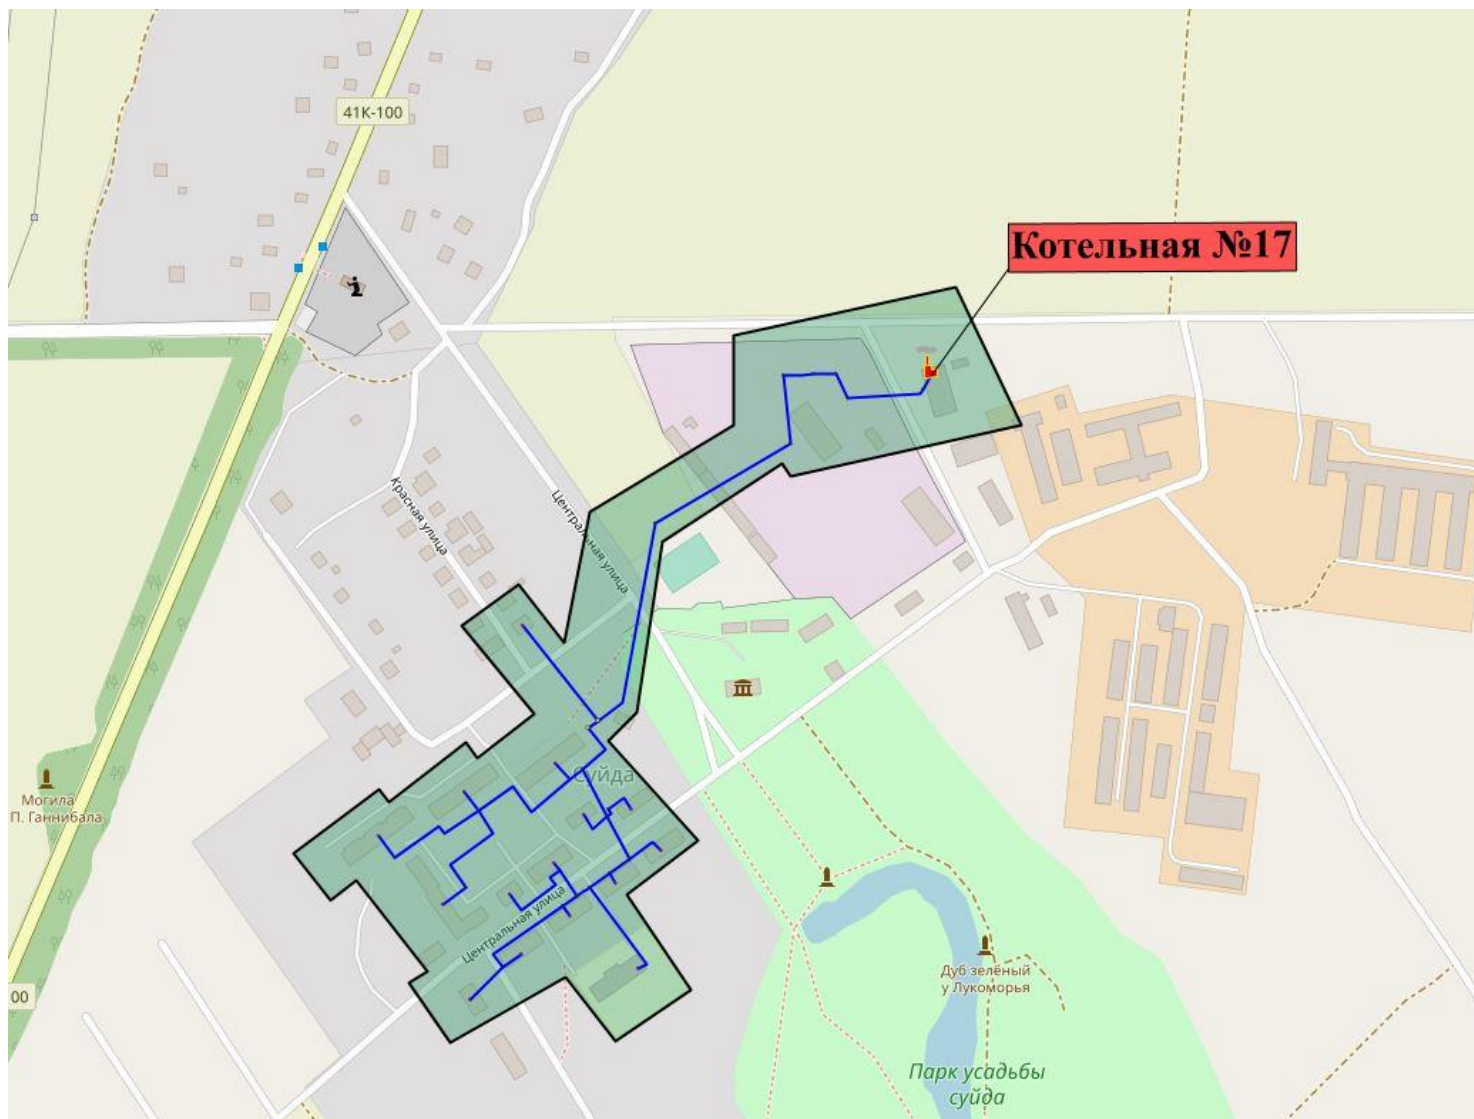 41К-100
Котельная №17
Красная улица
Центральная улица
Суйда
Могила
П. Ганнибала
Центральная улица
Дуб зелёный
у Лукоморья
00
Парк усадьбы
суйда